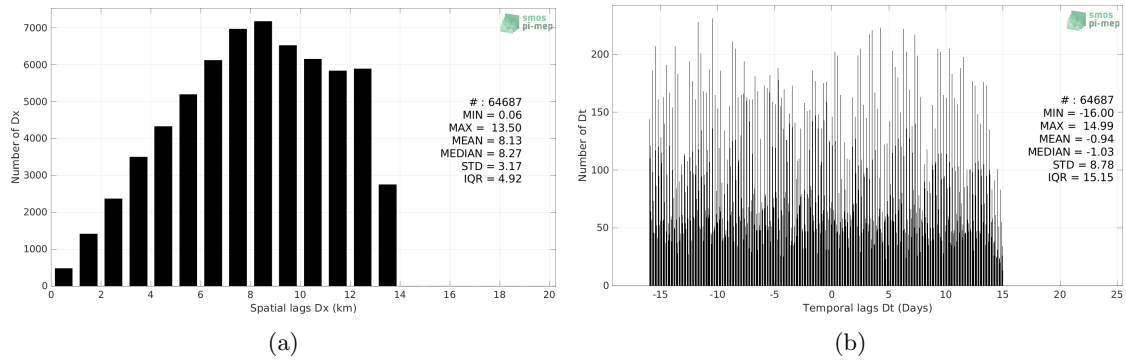 smos
pi-mep
7000
6000
5000
4000
3000
2000
1000
0
Number of Dx
# : 64687
MIN = 0.06
MAX = 13.50
MEAN = 8.13
MEDIAN = 8.27
STD = 3.17
IQR = 4.92
0 2 4 6 8 10 12 14 16 18 20
Spatial lags Dx (km)
(a)
smos
pi-mep
200
150
100
50
0
Number of Dt
# : 64687
MIN = -16.00
MAX = 14.99
MEAN = -0.94
MEDIAN = -1.03
STD = 8.78
IQR = 15.15
-15 -10 -5 0 5 10 15 20 25
Temporal lags Dt (Days)
(b)